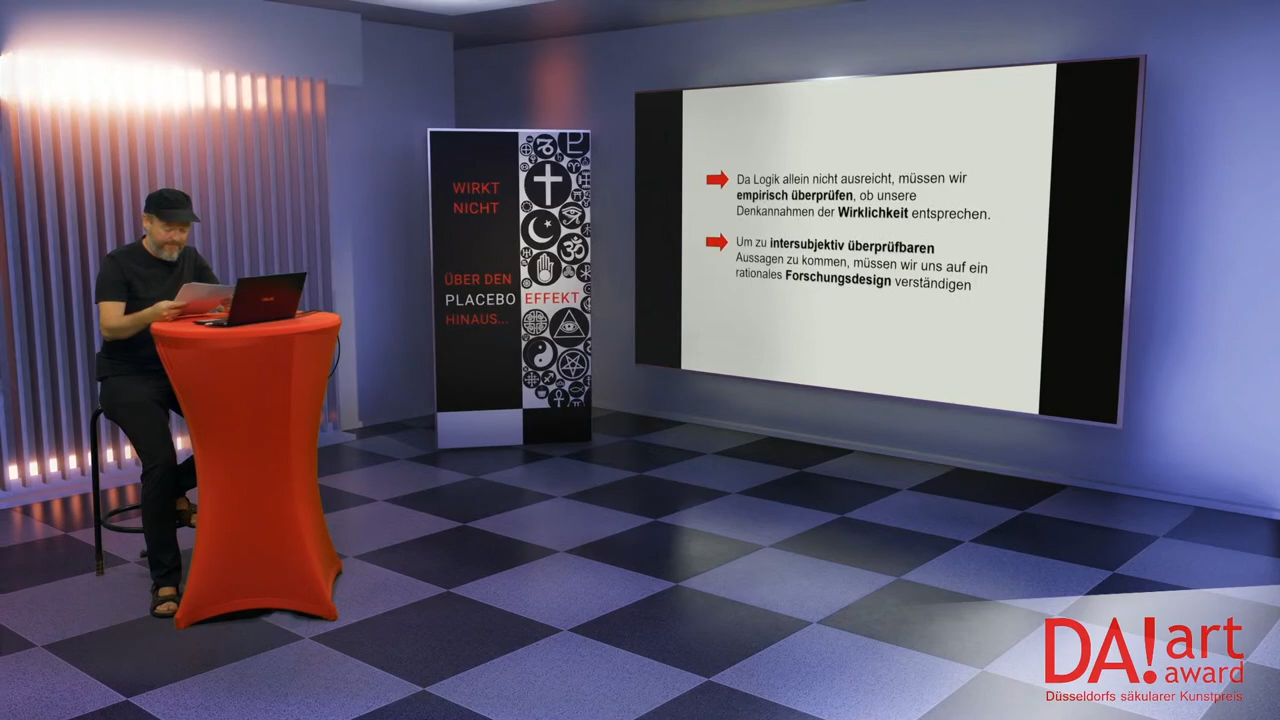 WIRKT
NICHT
ÜBER DEN
PLACEBO EFFEKT
HINAUS...
Da Logik allein nicht ausreicht, müssen wir
empirisch überprüfen, ob unsere
Denkannahmen der Wirklichkeit entsprechen.
Um zu intersubjektiv überprüfbaren
Aussagen zu kommen, müssen wir uns auf ein
rationales Forschungsdesign verständigen
DA! art
award
Düsseldorfs säkularer Kunstpreis